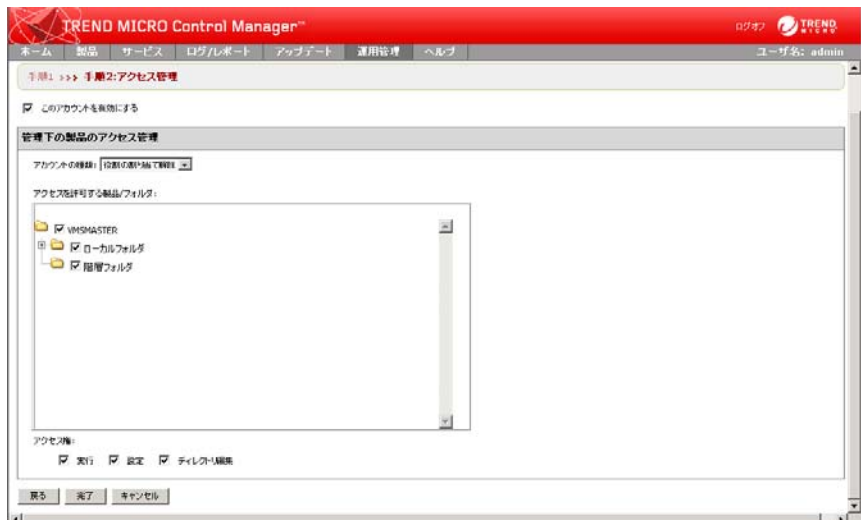 TREND MICRO Control Manager™
ログオフ
TREND MICRO
ホーム 製品 サービス ログ/レポート アップデート 運用管理 ヘルプ ユーザ名: admin
手順1 >>> 手順2:アクセス管理
このアカウントを有効にする
管理下の製品のアクセス管理
アカウントの種類:
アクセスを許可する製品/フォルダ:
VMSMASTER
ローカルフォルダ
階層フォルダ
アクセス権:
実行 設定 ディレクトリ編集
戻る 完了 キャンセル